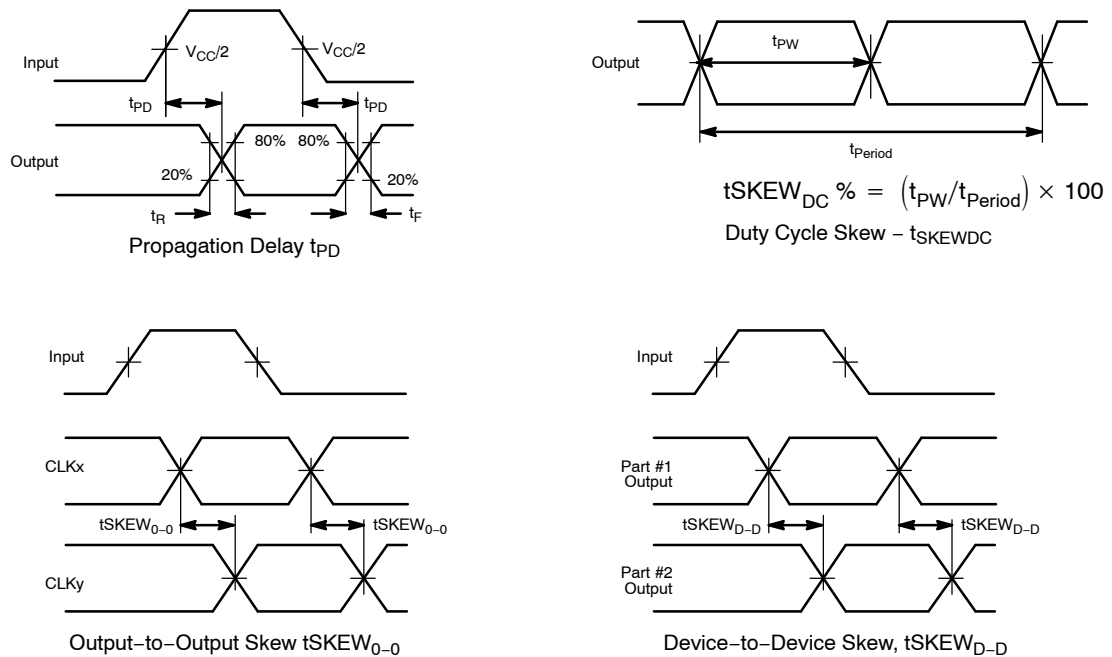 Input
V_CC/2
V_CC/2
t_PD
t_PD
Output
80%
80%
20%
20%
t_R
t_F
Propagation Delay t_PD
Output
t_PW
t_Period
tSKEW_DC % = (t_PW/t_Period) × 100
Duty Cycle Skew − t_SKEWDC
Input
CLKx
tSKEW_0−0
tSKEW_0−0
CLKy
Output−to−Output Skew tSKEW_0−0
Input
Part #1
Output
tSKEW_D−D
tSKEW_D−D
Part #2
Output
Device−to−Device Skew, tSKEW_D−D